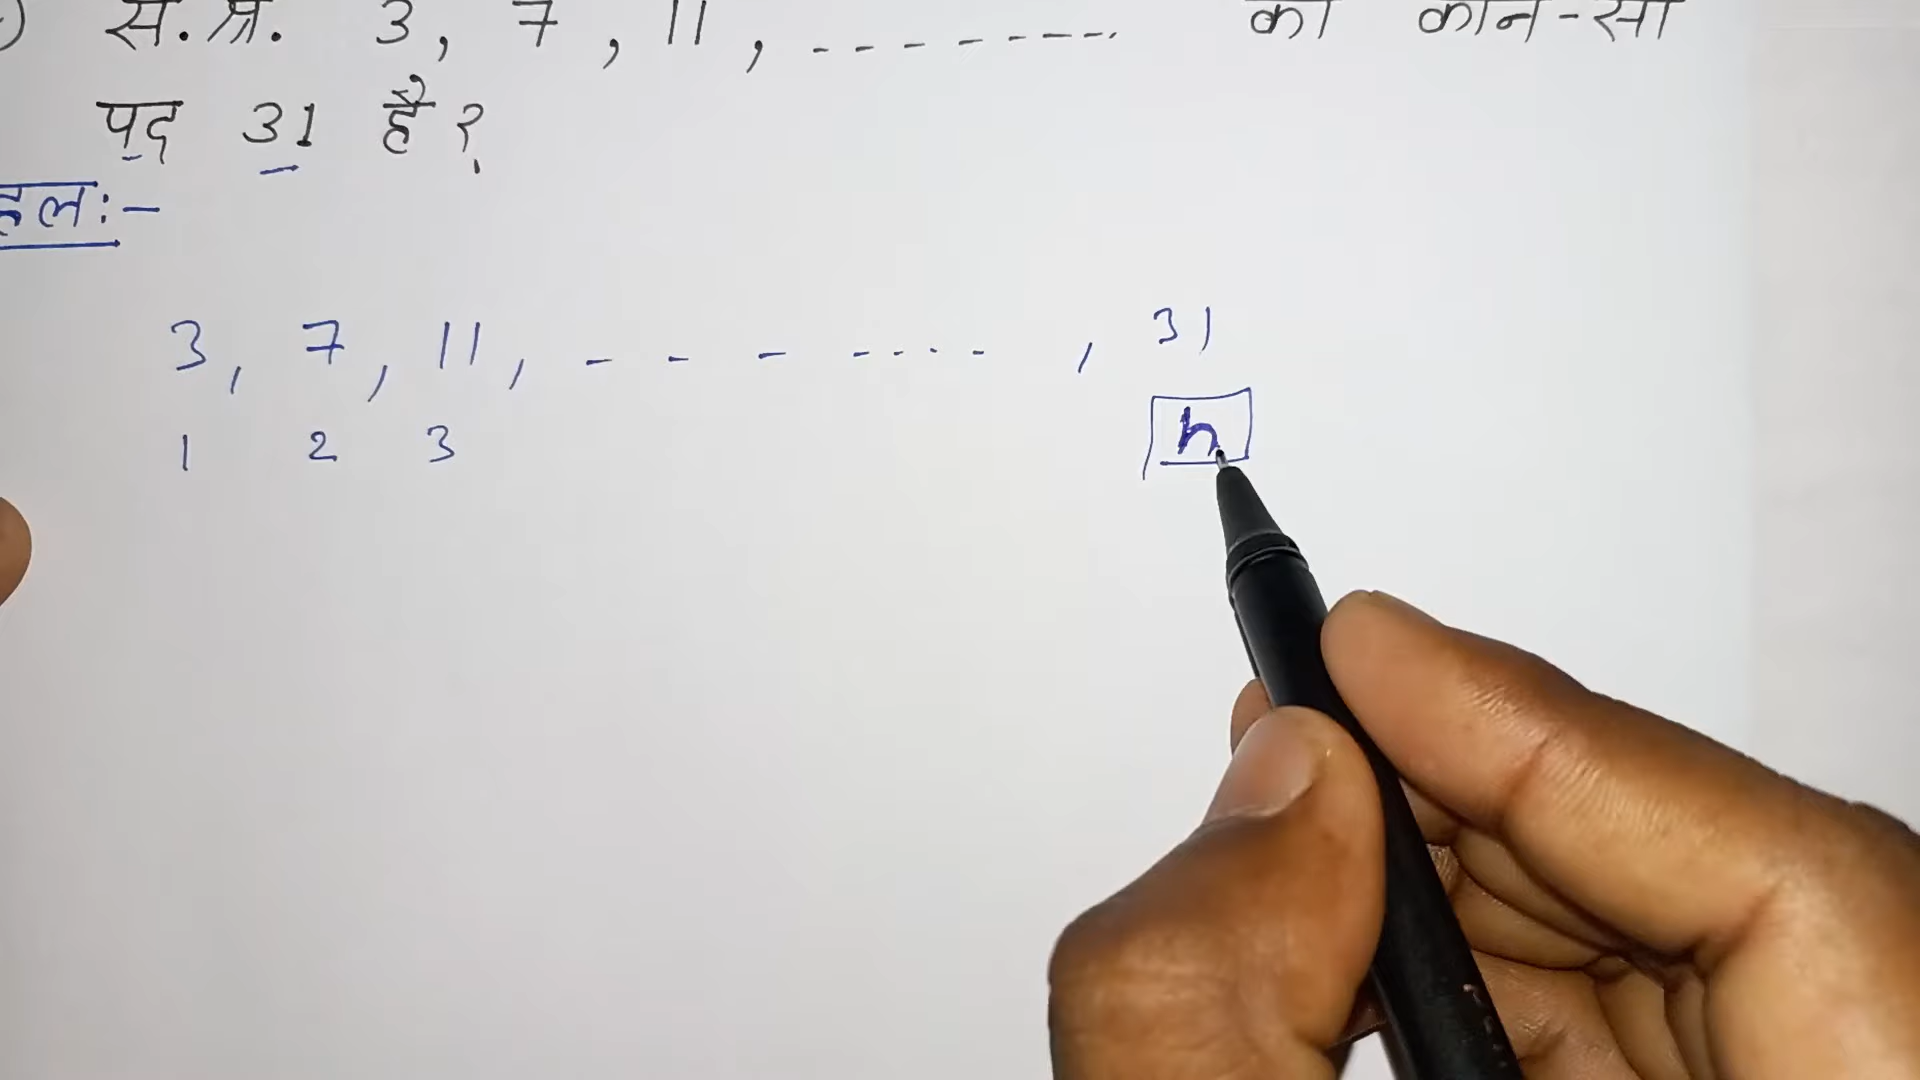 स.श्रे. 3, 7, 11, -------- का कौन-सा
पद 31 है?
हल:-
3, 7, 11, - - - - - - - , 31
1 2 3 n